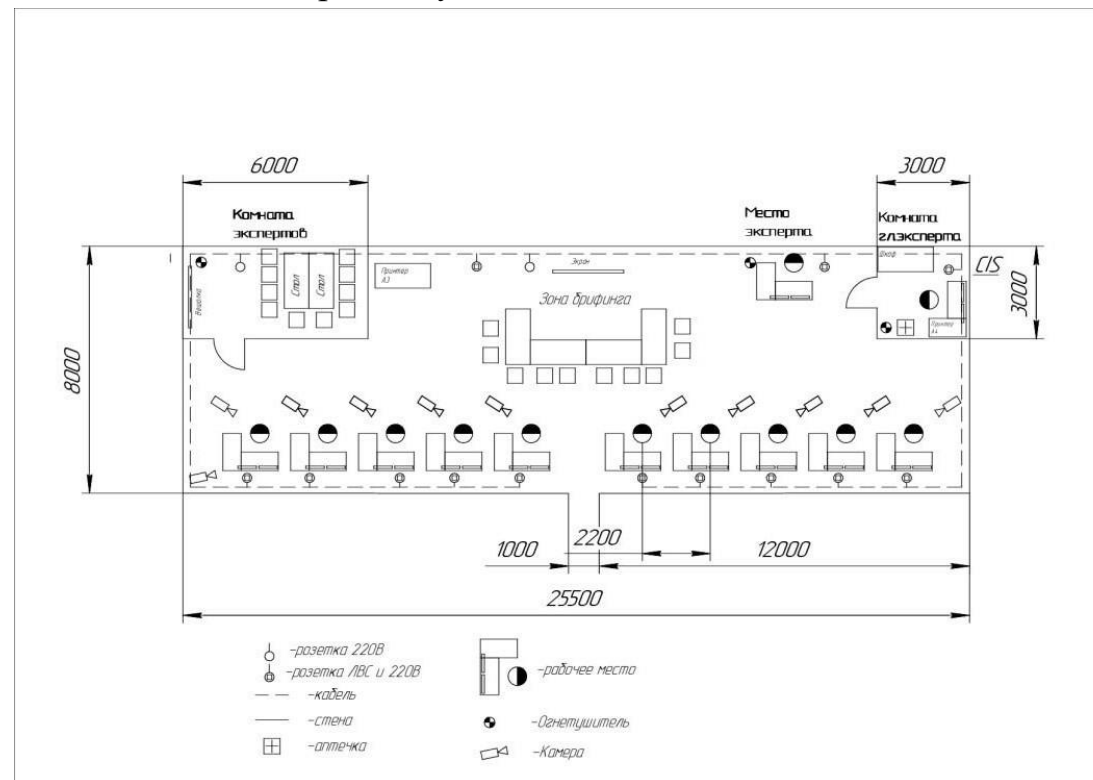 6000
3000
Комната
экспертов
Место
эксперта
Комната
гл.эксперта
CIS
Вешалка
Стол
Стол
Принтер
А3
Экран
Шкаф
Принтер
А4
3000
Зона брифинга
8000
1000
2200
12000
25500
-розетка 220В
-розетка ЛВС и 220В
-кабель
-стена
-аптечка
-рабочее место
-Огнетушитель
-Камера